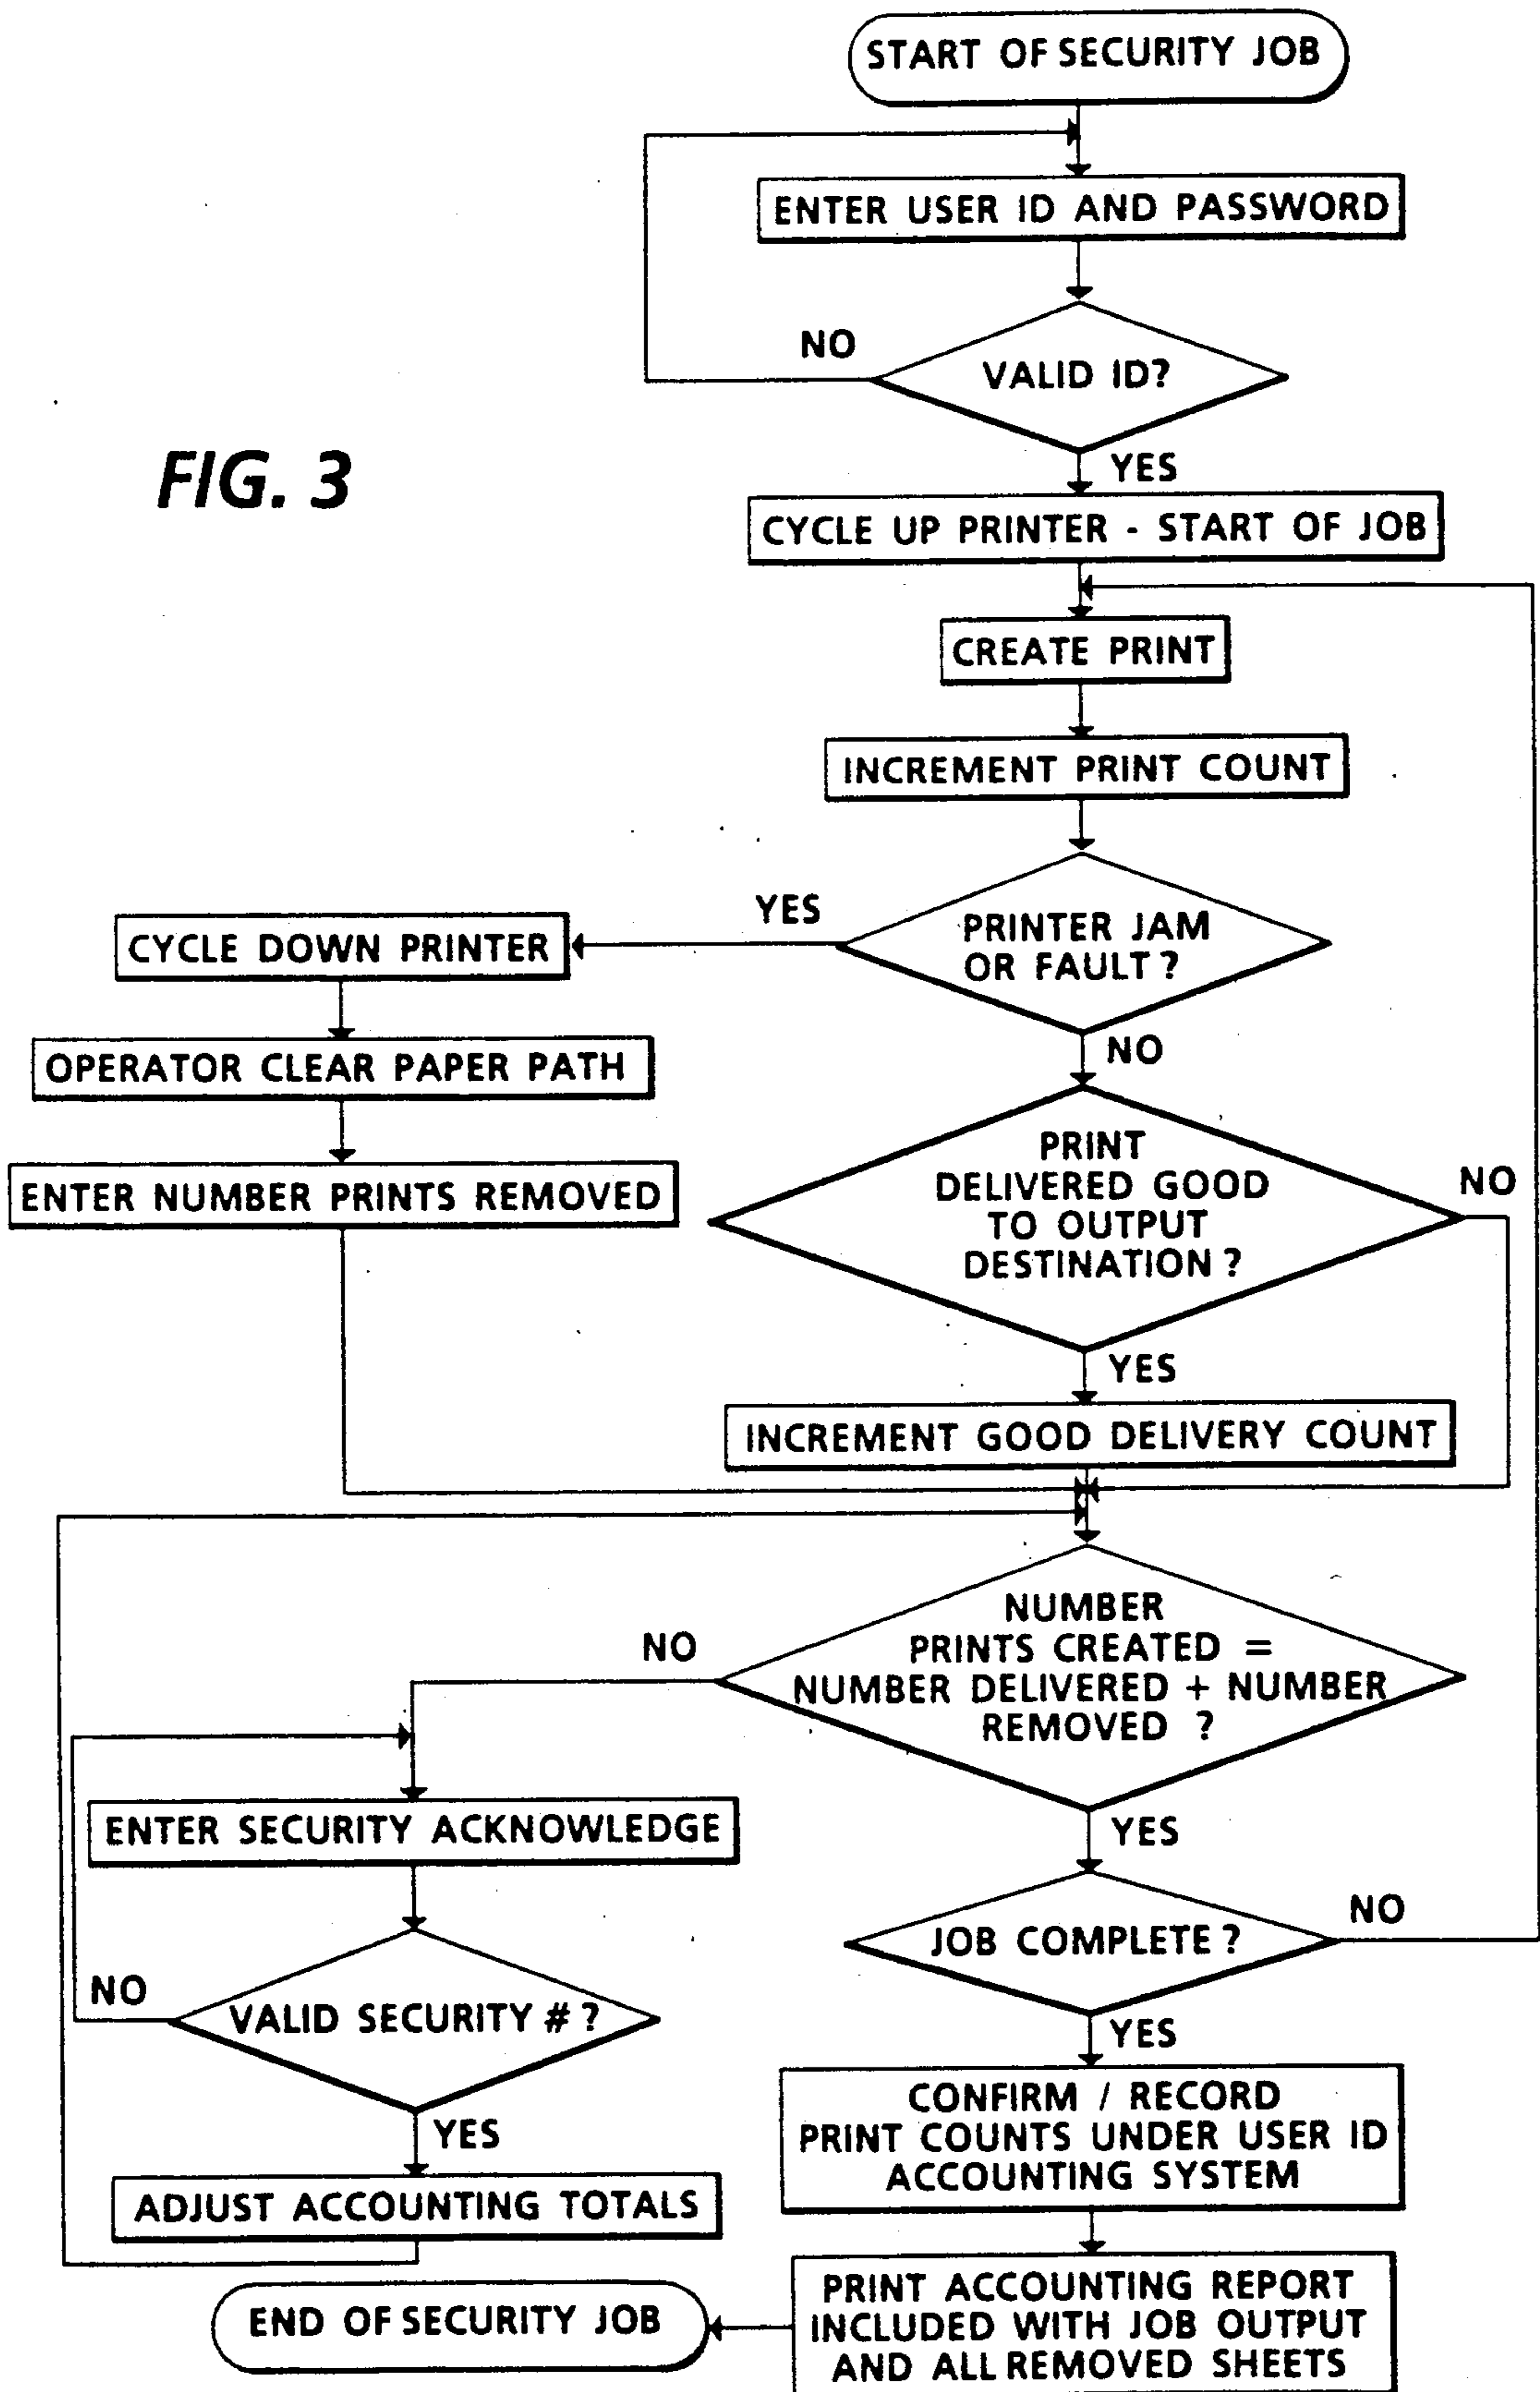 START OF SECURITY JOB
ENTER USER ID AND PASSWORD
NO
VALID ID?
FIG. 3
YES
CYCLE UP PRINTER - START OF JOB
CREATE PRINT
INCREMENT PRINT COUNT
YES
PRINTER JAM
OR FAULT?
CYCLE DOWN PRINTER
NO
OPERATOR CLEAR PAPER PATH
PRINT
DELIVERED GOOD
TO OUTPUT
DESTINATION?
NO
ENTER NUMBER PRINTS REMOVED
YES
INCREMENT GOOD DELIVERY COUNT
NUMBER
PRINTS CREATED =
NUMBER DELIVERED + NUMBER
REMOVED ?
NO
ENTER SECURITY ACKNOWLEDGE
YES
JOB COMPLETE?
NO
NO
VALID SECURITY #?
YES
YES
CONFIRM / RECORD
PRINT COUNTS UNDER USER ID
ACCOUNTING SYSTEM
ADJUST ACCOUNTING TOTALS
PRINT ACCOUNTING REPORT
INCLUDED WITH JOB OUTPUT
AND ALL REMOVED SHEETS
END OF SECURITY JOB